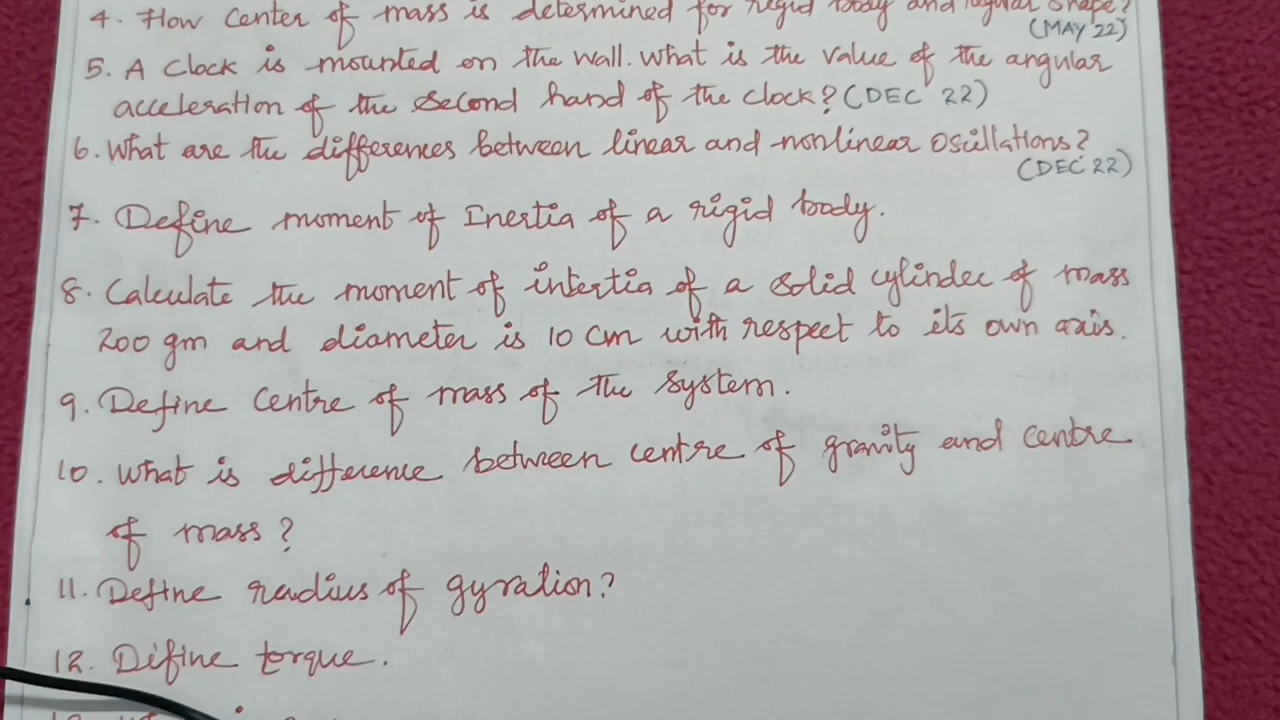 4. How Center of mass is determined for rigid body and regular shape?
(MAY 22)
5. A Clock is mounted on the wall. What is the value of the angular
acceleration of the second hand of the clock? (DEC 22)
6. What are the differences between linear and nonlinear oscillations?
(DEC 22)
7. Define moment of Inertia of a rigid body.
8. Calculate the moment of intertia of a solid cylinder of mass
200 gm and diameter is 10 cm with respect to its own axis.
9. Define Centre of mass of the system.
10. What is difference between centre of gravity and centre
of mass?
11. Define radius of gyration?
12. Difine torque.